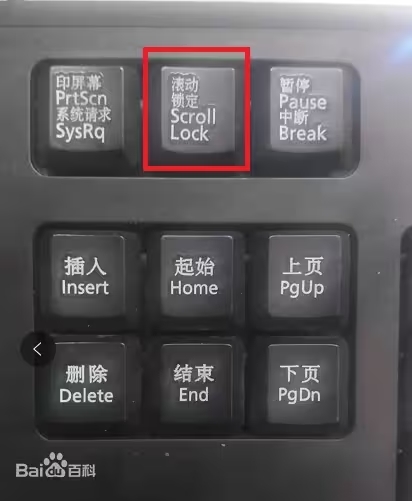 印屏幕
PrtScn
系统请求
SysRq
滚动
锁定
Scroll
Lock
暂停
Pause
中断
Break
插入
Insert
起始
Home
上页
PgUp
删除
Delete
结束
End
下页
PgDn
Baidu百科